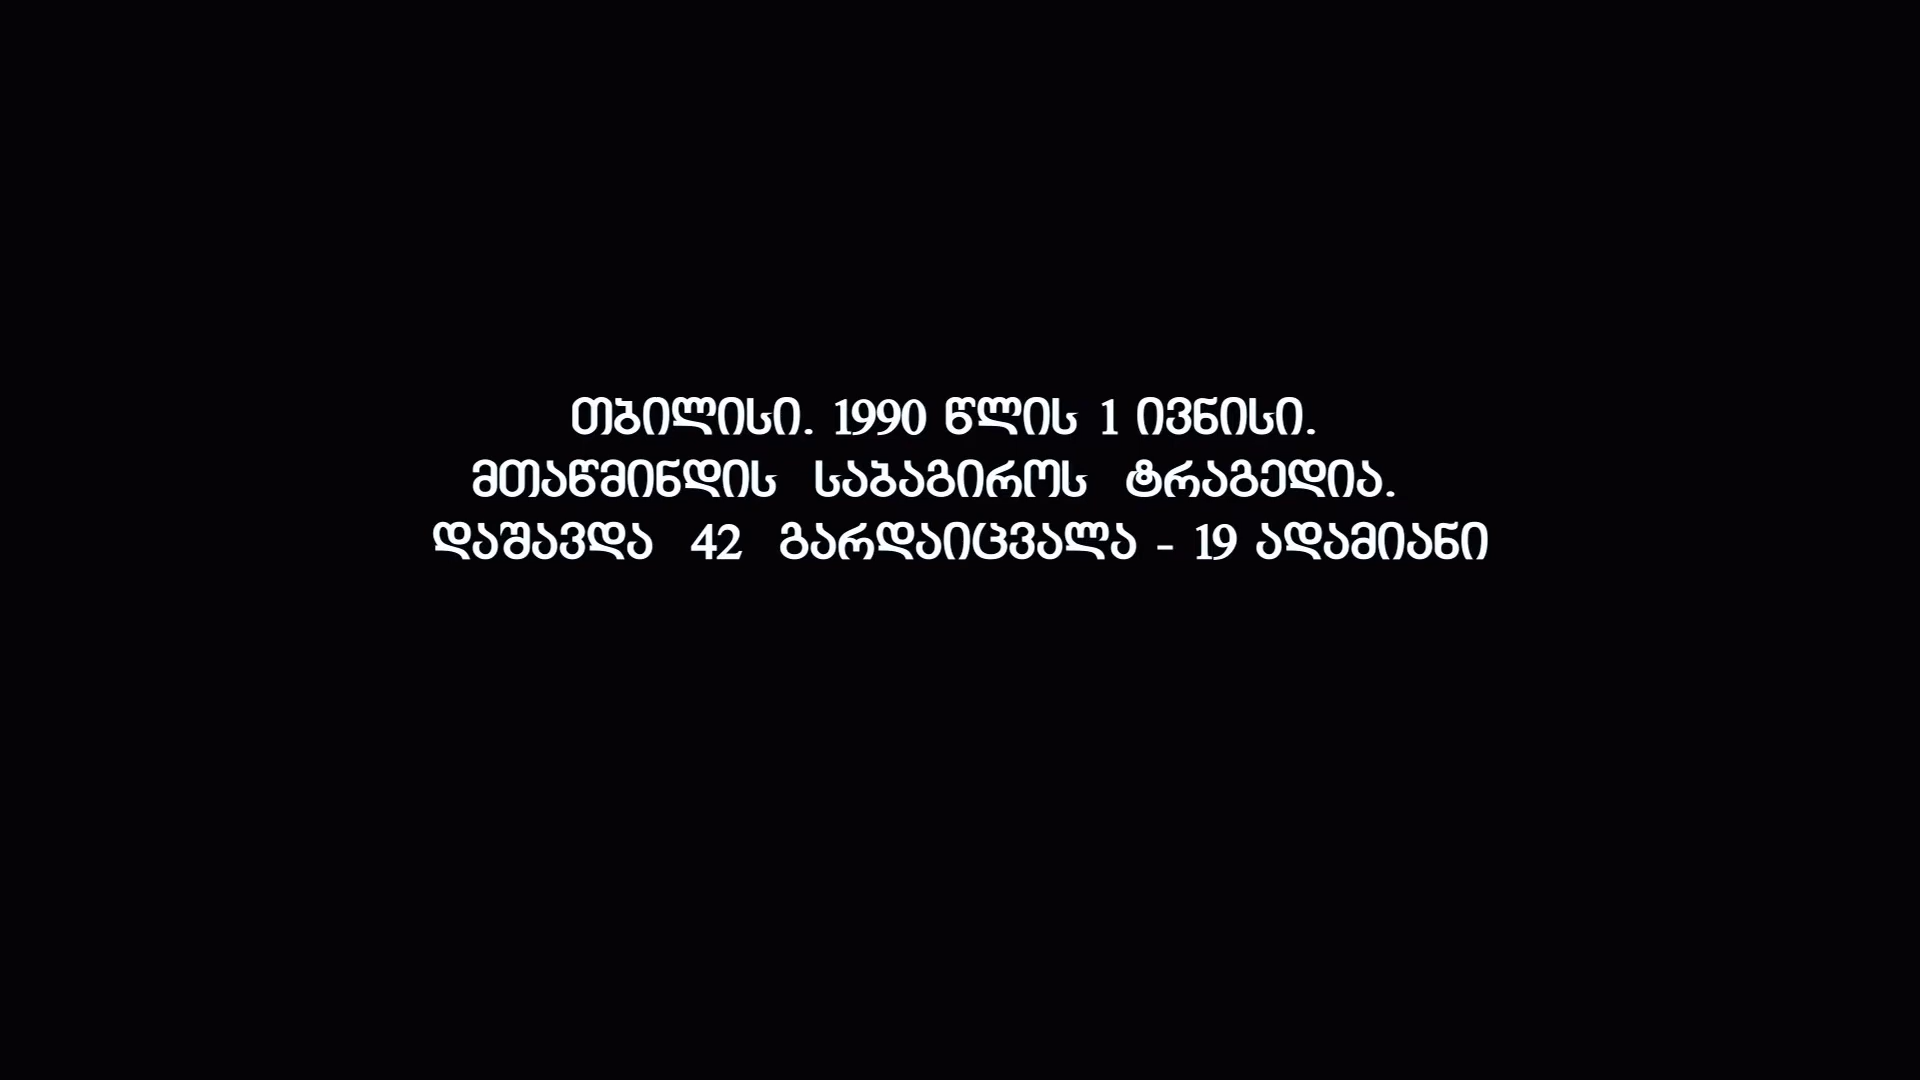 თბილისი. 1990 წლის 1 ივნისი.
მთაწმინდის საბაგიროს ტრაგედია.
დაშავდა 42 გარდაიცვალა - 19 ადამიანი